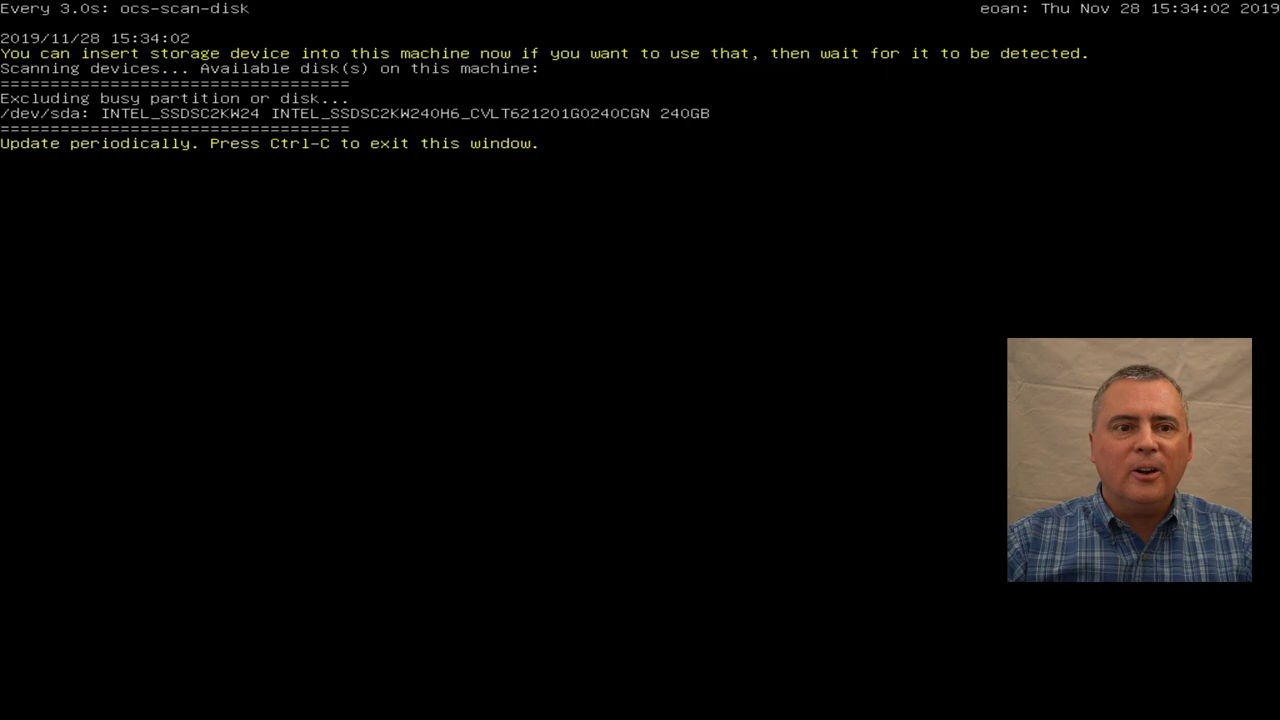 Every 3.0s: ocs-scan-disk eoan: Thu Nov 28 15:34:02 2019
2019/11/28 15:34:02
You can insert storage device into this machine now if you want to use that, then wait for it to be detected.
Scanning devices... Available disk(s) on this machine:
===================================
Excluding busy partition or disk...
/dev/sda: INTEL_SSDSC2KW24 INTEL_SSDSC2KW240H6_CVLT621201G0240CGN 240GB
===================================
Update periodically. Press Ctrl-C to exit this window.